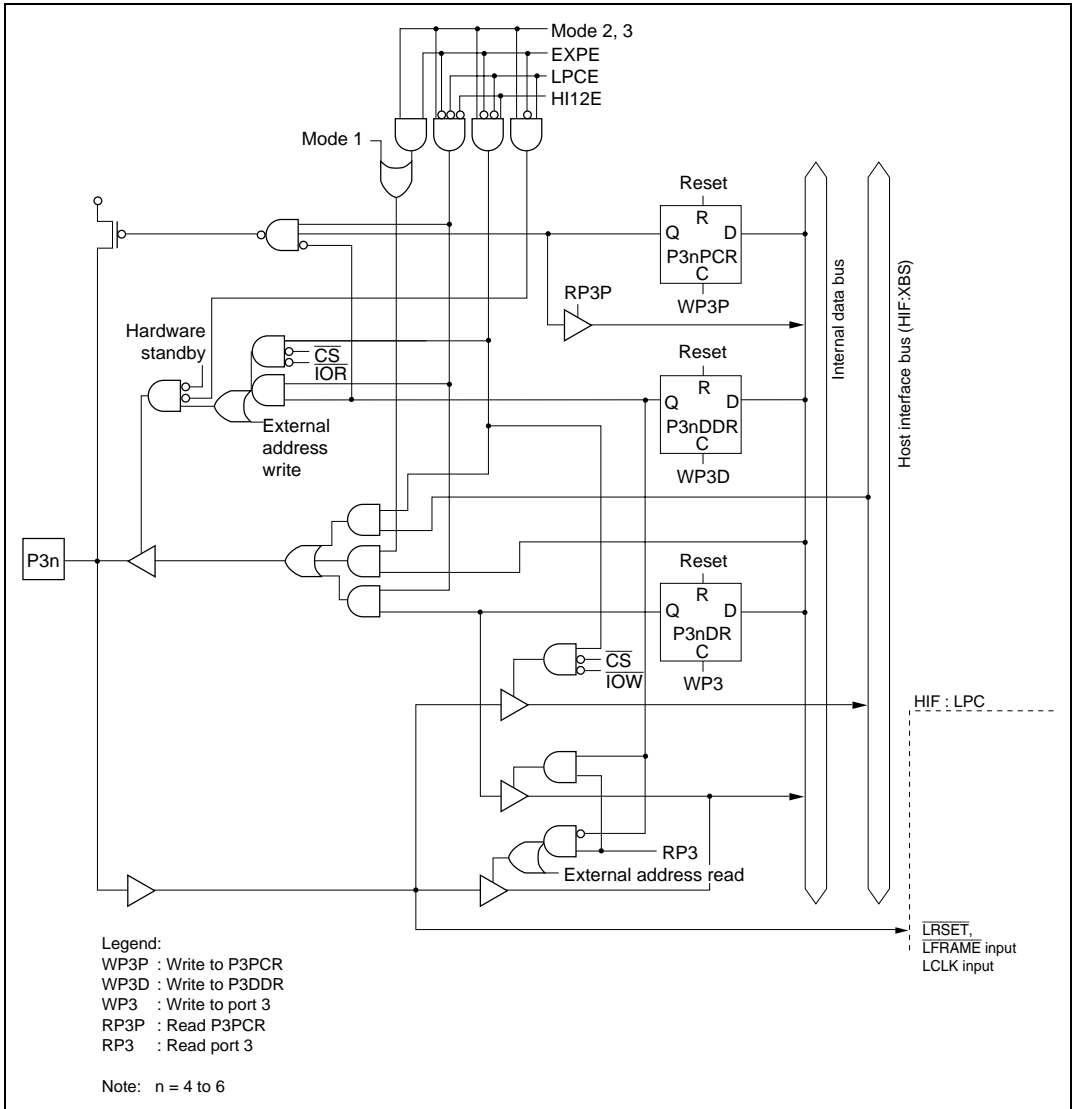 Mode 2, 3
EXPE
LPCE
HI12E
Mode 1
Reset
R
Q D
P3nPCR
C
WP3P
RP3P
Internal data bus
Host interface bus (HIF:XBS)
Hardware
standby
CS
IOR
Reset
R
Q D
P3nDDR
C
WP3D
External
address
write
P3n
Reset
R
Q D
P3nDR
C
WP3
CS
IOW
HIF : LPC
RP3
External address read
LRSET,
LFRAME input
LCLK input
Legend:
WP3P : Write to P3PCR
WP3D : Write to P3DDR
WP3 : Write to port 3
RP3P : Read P3PCR
RP3 : Read port 3
Note: n = 4 to 6